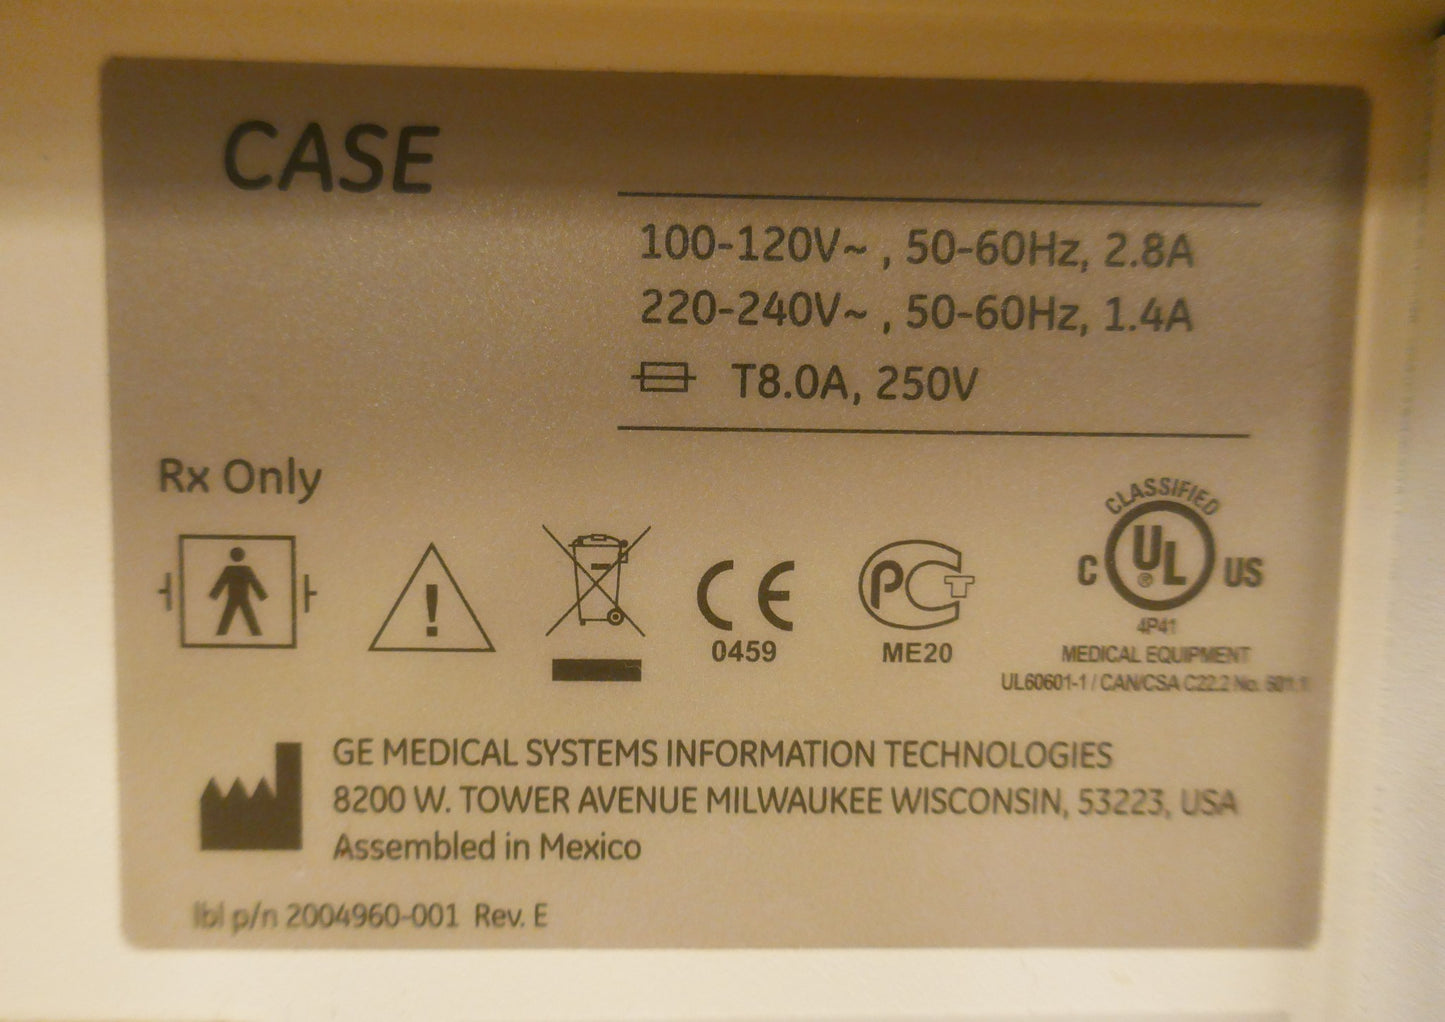 CASE
100-120V~ , 50-60Hz, 2.8A
220-240V~ , 50-60Hz, 1.4A
T8.0A, 250V
Rx Only
CLASSIFIED
C UL ® US
4P41
MEDICAL EQUIPMENT
UL60601-1 / CAN/CSA C22.2 No. 601.1
CE
0459
PCT
ME20
GE MEDICAL SYSTEMS INFORMATION TECHNOLOGIES
8200 W. TOWER AVENUE MILWAUKEE WISCONSIN, 53223, USA
Assembled in Mexico
lbl p/n 2004960-001 Rev. E